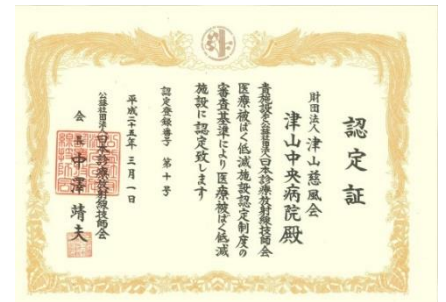 認定証
財団法人津山慈風会
津山中央病院殿
貴施設を公益社団法人日本診療放射線技師会
医療被ばく低減施設認定制度の
審査基準により医療被ばく低減
施設に認定致します
認定登録番号 第十号
平成二十五年三月一日
公益社団法人日本診療放射線技師会
会長中澤靖夫